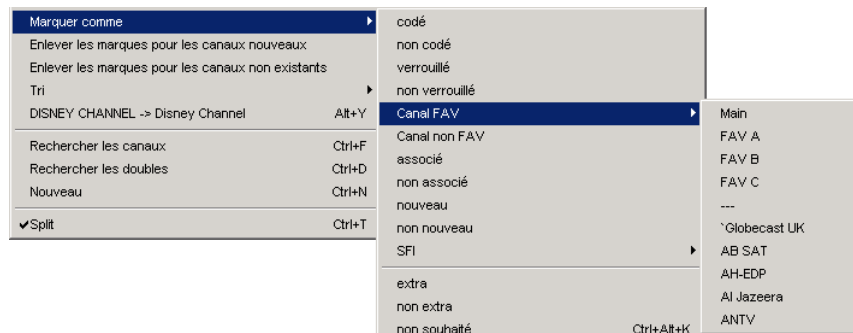 Marquer comme
Enlever les marques pour les canaux nouveaux
Enlever les marques pour les canaux non existants
Tri
DISNEY CHANNEL -> Disney Channel Alt+Y
Rechercher les canaux Ctrl+F
Rechercher les doubles Ctrl+D
Nouveau Ctrl+N
✔Split Ctrl+T
codé
non codé
verrouillé
non verrouillé
Canal FAV
Canal non FAV
associé
non associé
nouveau
non nouveau
SFI
extra
non extra
non souhaité Ctrl+Alt+K
Main
FAV A
FAV B
FAV C
---
`Globecast UK
AB SAT
AH-EDP
Al Jazeera
ANTV